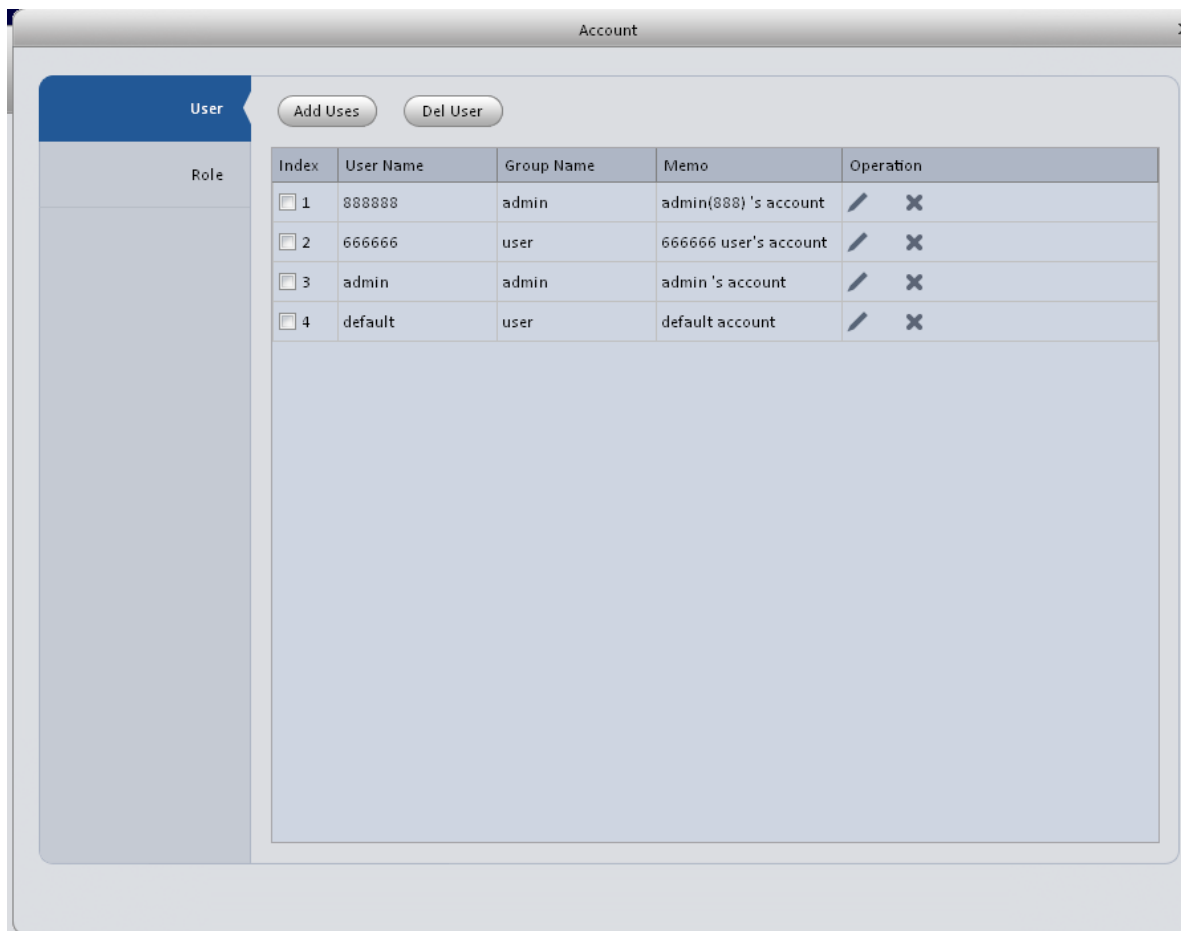 Account
User
Add Uses Del User
Role
Index User Name Group Name Memo Operation
1 888888 admin admin(888) 's account
2 666666 user 666666 user's account
3 admin admin admin 's account
4 default user default account